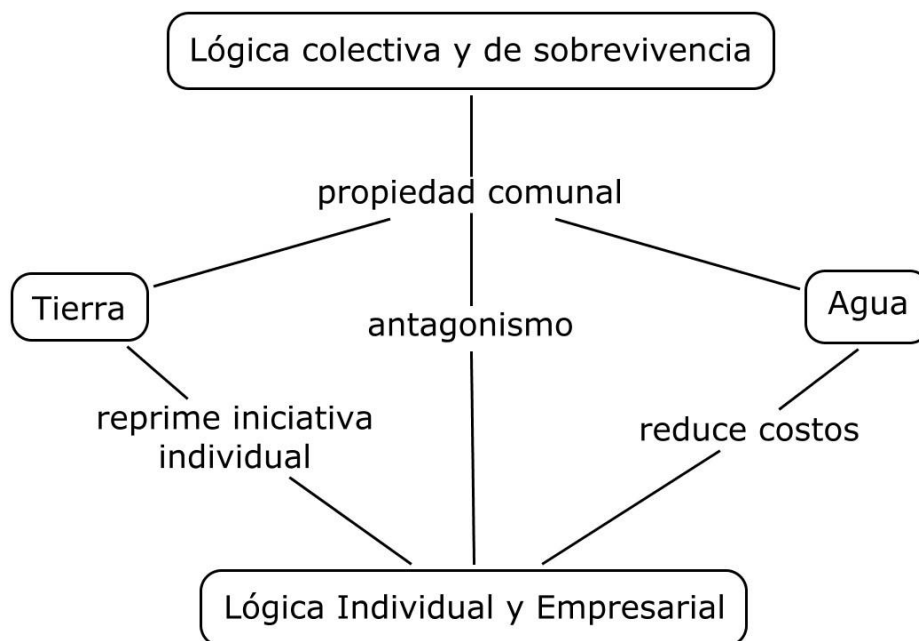 Lógica colectiva y de sobrevivencia
propiedad comunal
Tierra
antagonismo
Agua
reprime iniciativa
individual
reduce costos
Lógica Individual y Empresarial